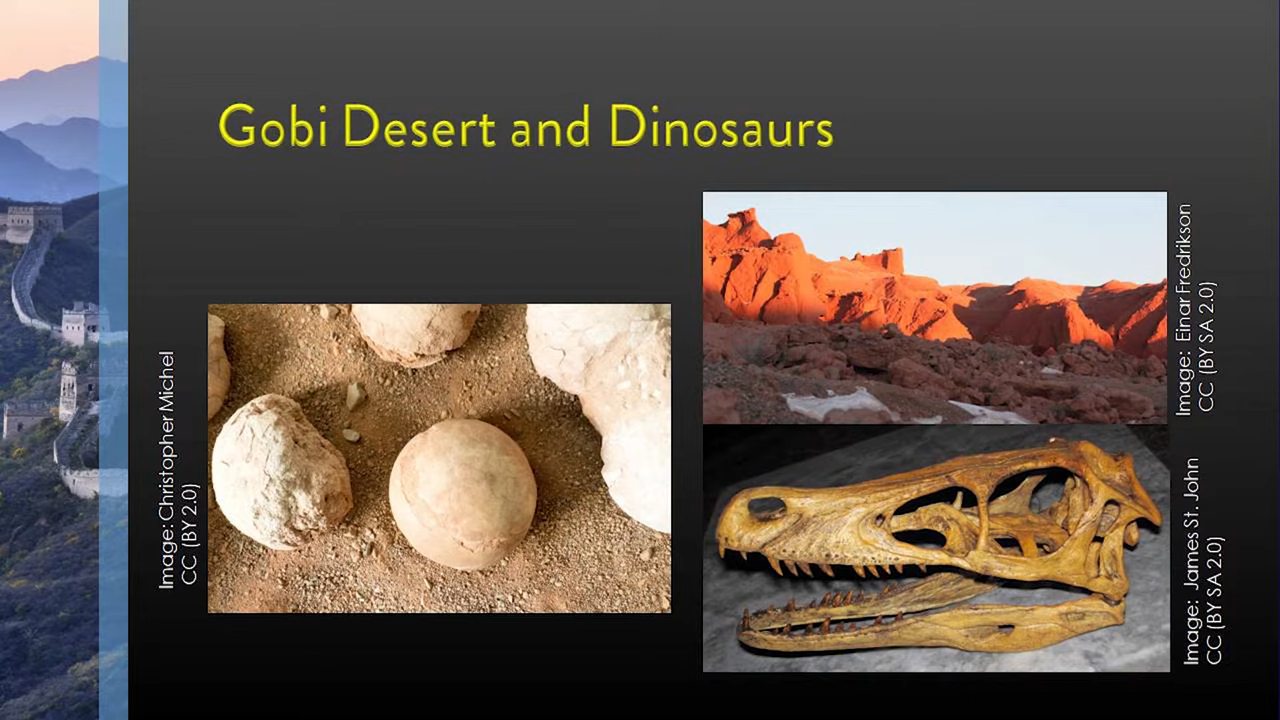 Gobi Desert and Dinosaurs
Image: Christopher Michel
CC (BY 2.0)
Image: Einar Fredrikson
CC (BY SA 2.0)
Image: James St. John
CC (BY SA 2.0)